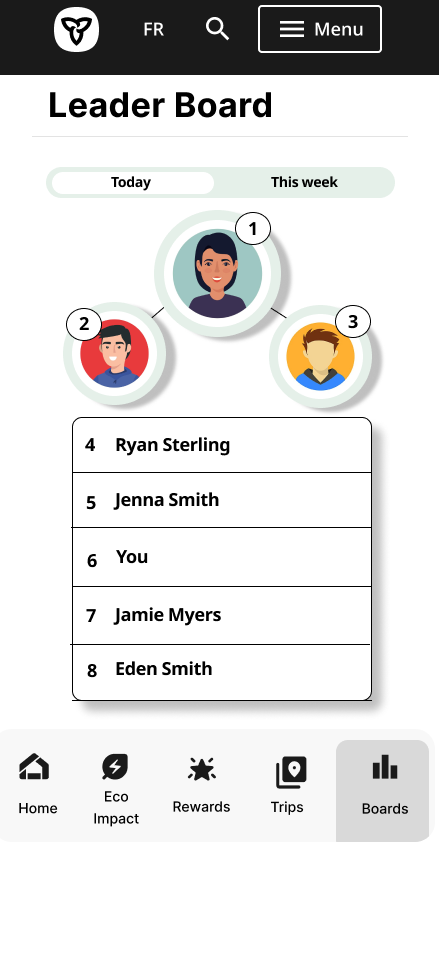 FR
Menu
Leader Board
Today
This week
1
2
3
4 Ryan Sterling
5 Jenna Smith
6 You
7 Jamie Myers
8 Eden Smith
Home
Eco
Impact
Rewards
Trips
Boards